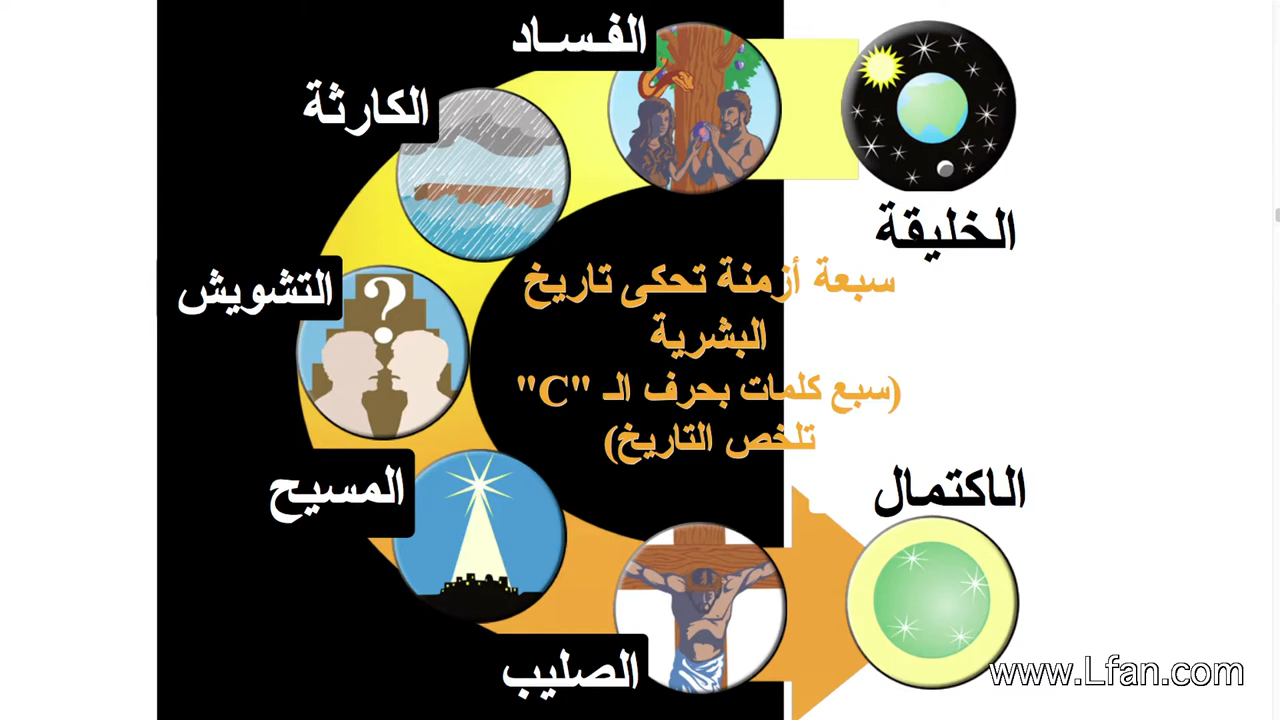 الخليقة
الفساد
الكارثة
التشويش
المسيح
الصليب
الاكتمال
سبعة أزمنة تحكى تاريخ
البشرية
(سبع كلمات بحرف الـ "C"
تلخص التاريخ)
?
www.Lfan.com